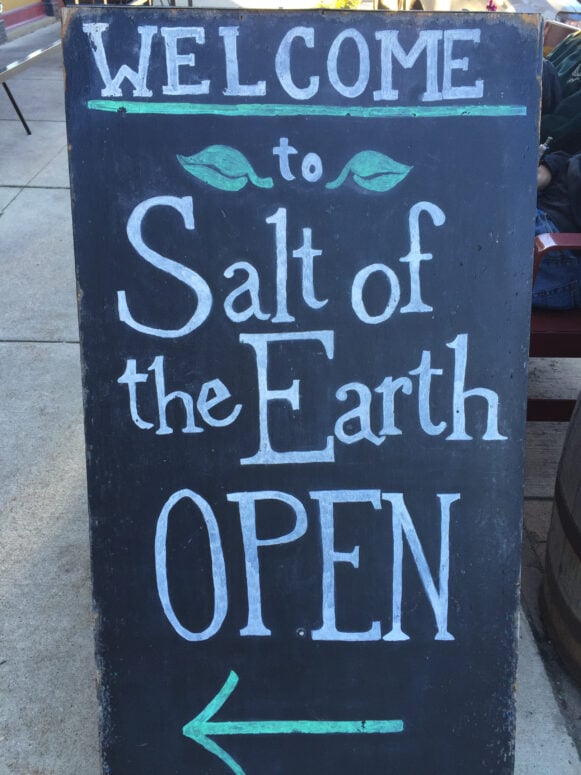 WELCOME
to
Salt of
the Earth
OPEN